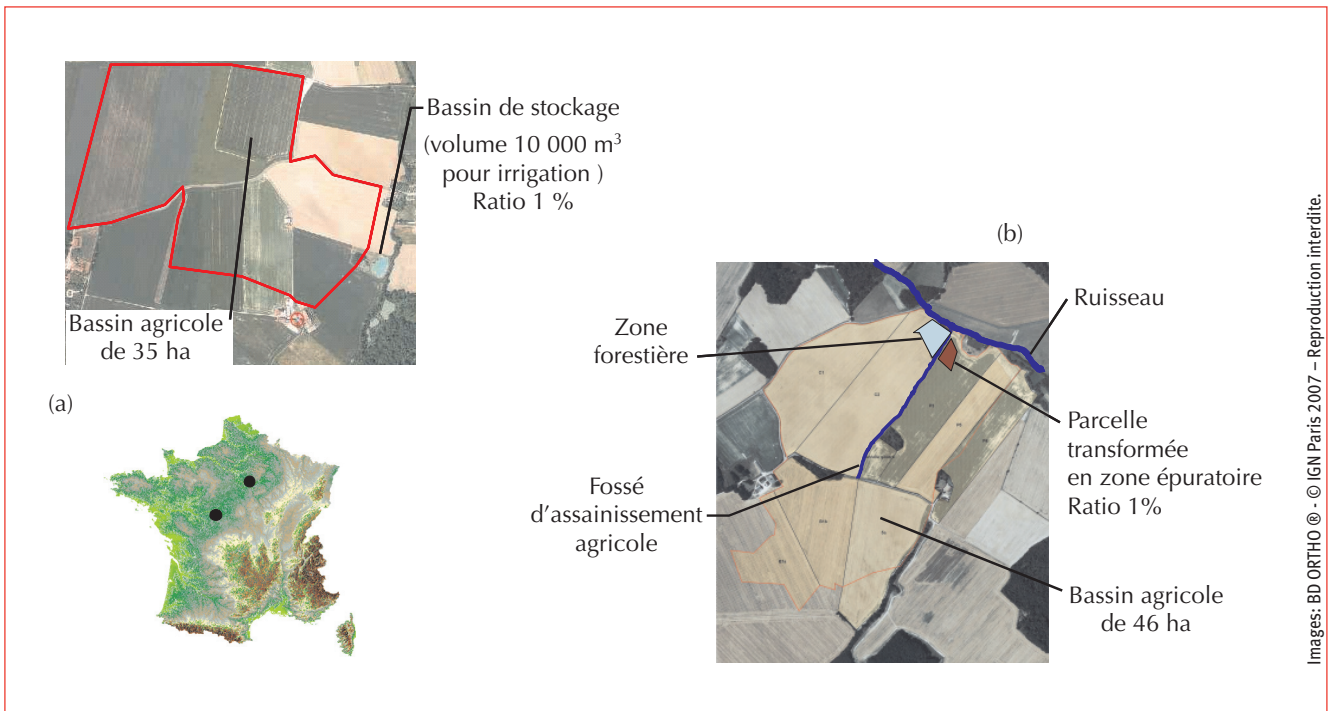 Bassin de stockage
(volume 10 000 m³
pour irrigation )
Ratio 1 %
Bassin agricole
de 35 ha
(a)
(b)
Ruisseau
Zone
forestière
Parcelle
transformée
en zone épuratoire
Ratio 1%
Fossé
d’assainissement
agricole
Bassin agricole
de 46 ha
Images: BD ORTHO ® - © IGN Paris 2007 – Reproduction interdite.